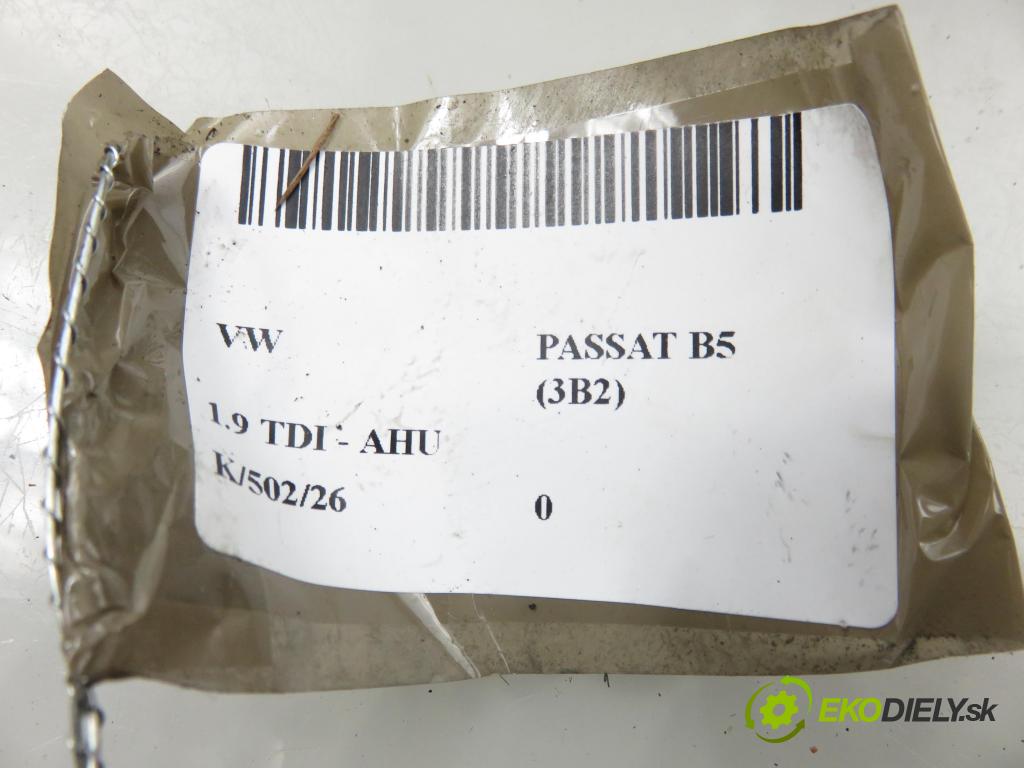 VW
PASSAT B5
(3B2)
1.9 TDI - AHU
K/502/26
0
EKODIELY.sk